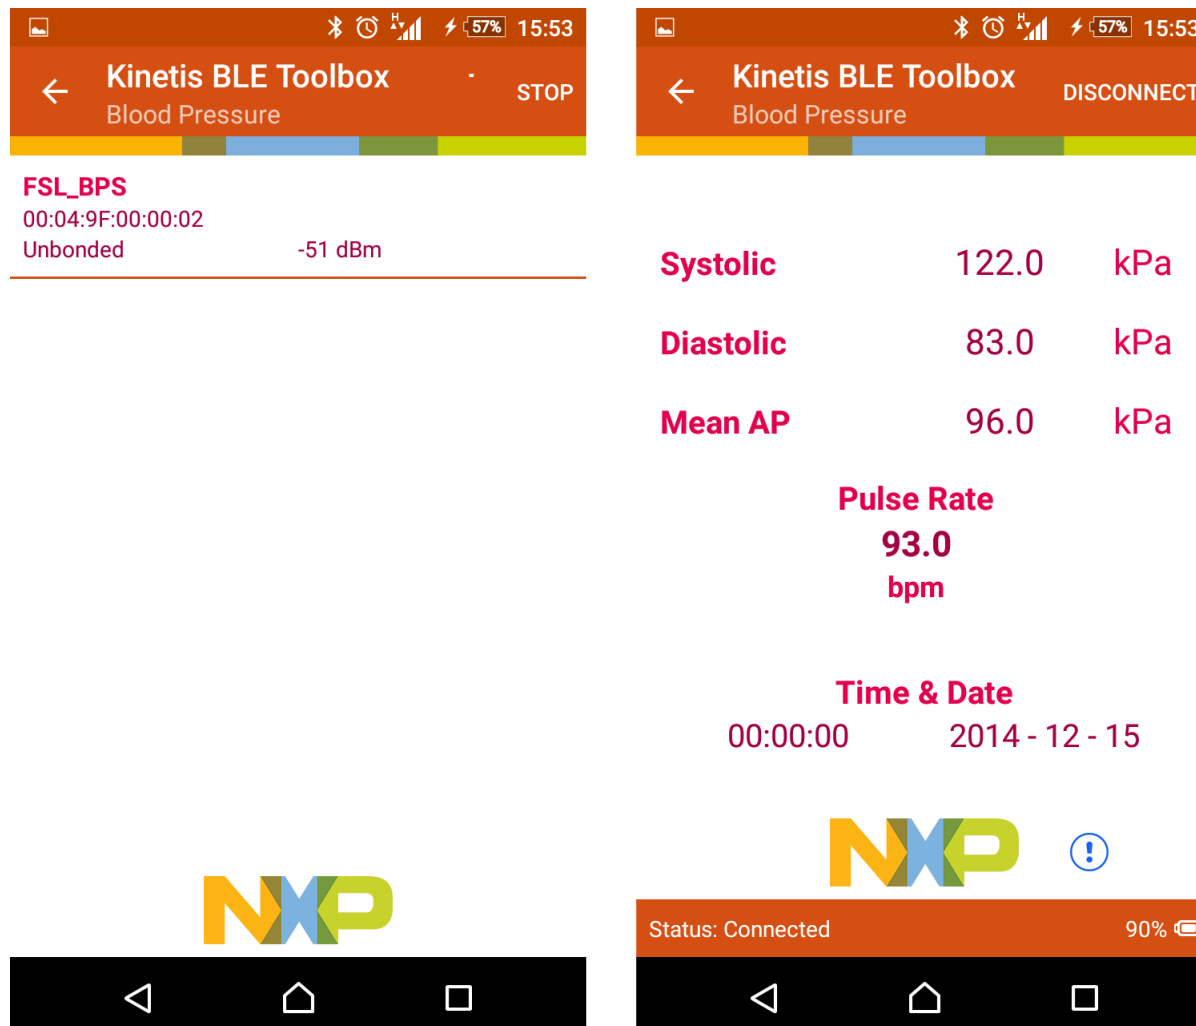 H
57% 15:53
Kinetis BLE Toolbox
Blood Pressure
STOP
FSL_BPS
00:04:9F:00:00:02
Unbonded -51 dBm
NXP
H
57% 15:53
Kinetis BLE Toolbox
Blood Pressure
DISCONNECT
Systolic 122.0 kPa
Diastolic 83.0 kPa
Mean AP 96.0 kPa
Pulse Rate
93.0
bpm
Time & Date
00:00:00 2014 - 12 - 15
NXP
Status: Connected 90%